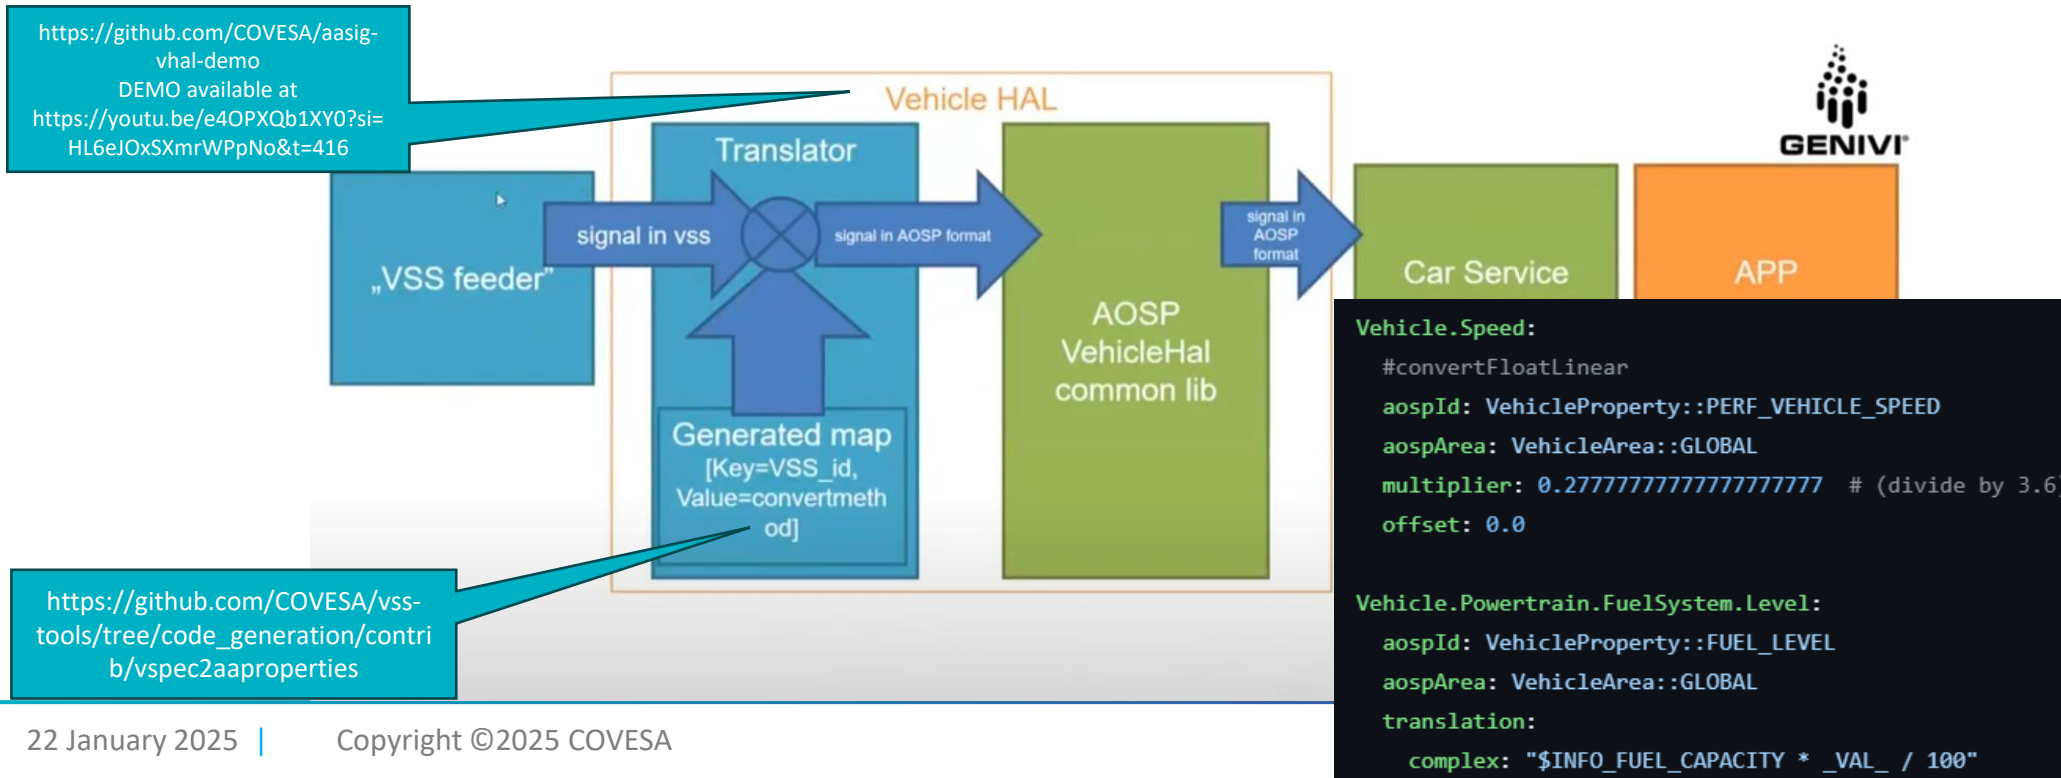 https://github.com/COVESA/aasig-
vhal-demo
DEMO available at
https://youtu.be/e4OPXQb1XY0?si=
HL6eJOxSXmrWPpNo&t=416
Vehicle HAL
GENIVI®
Translator
„VSS feeder”
signal in vss
signal in AOSP format
signal in
AOSP
format
Generated map
[Key=VSS_id,
Value=convertmeth
od]
AOSP
VehicleHal
common lib
Car Service
APP
Vehicle.Speed:
#convertFloatLinear
aospId: VehicleProperty::PERF_VEHICLE_SPEED
aospArea: VehicleArea::GLOBAL
multiplier: 0.27777777777777777777 # (divide by 3.6)
offset: 0.0
Vehicle.Powertrain.FuelSystem.Level:
aospId: VehicleProperty::FUEL_LEVEL
aospArea: VehicleArea::GLOBAL
translation:
complex: "$INFO_FUEL_CAPACITY * _VAL_ / 100"
https://github.com/COVESA/vss-
tools/tree/code_generation/contri
b/vspec2aaproperties
22 January 2025 |
Copyright ©2025 COVESA